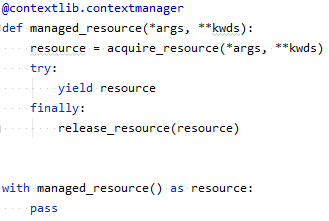 @contextlib.contextmanager
def managed_resource(*args, **kwds):
    resource = acquire_resource(*args, **kwds)
    try:
        yield resource
    finally:
        release_resource(resource)
with managed_resource() as resource:
    pass